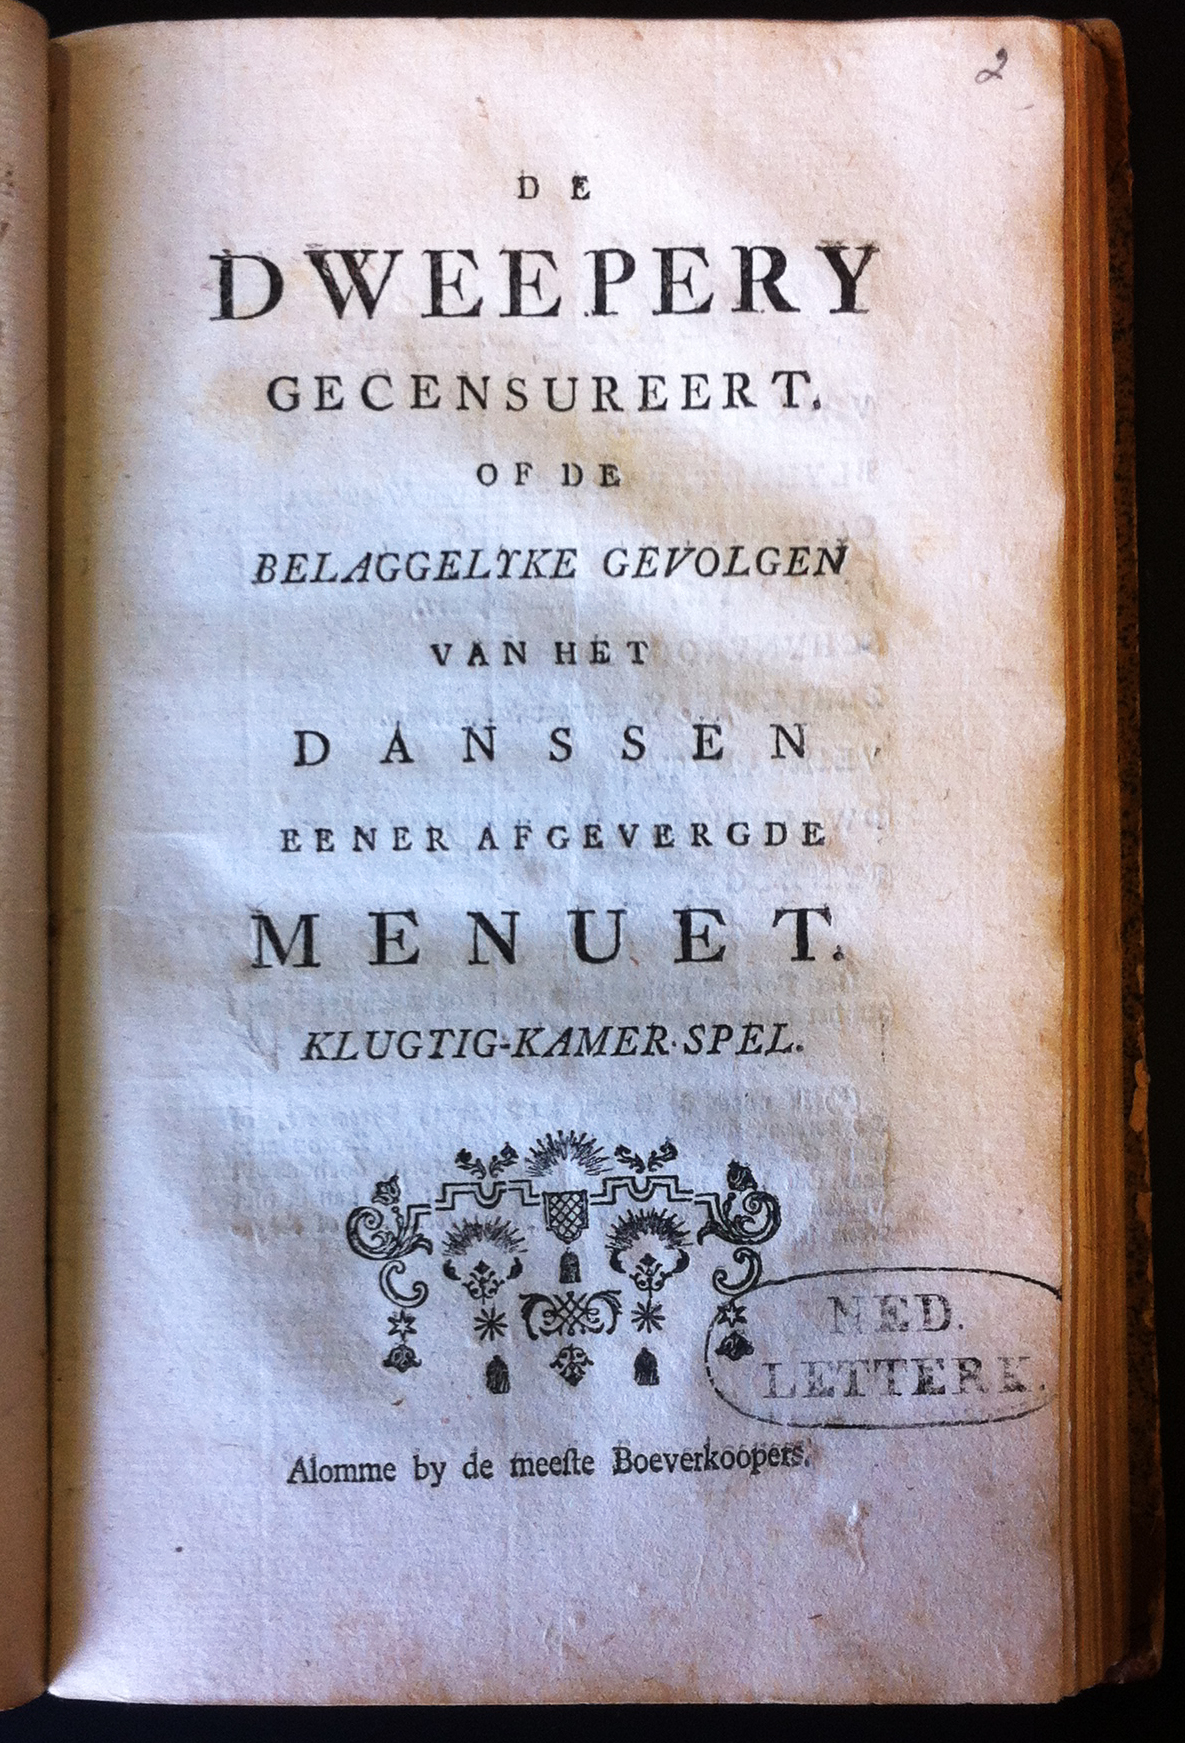 2
DE
DWEEPERY
GECENSUREERT.
OF DE
BELAGGELYKE GEVOLGEN
VAN HET
DANSSEN
EENER AFGEVERGDE
MENUET.
KLUGTIG-KAMER-SPEL.
NED.
LETTERK.
Alomme by de meeſte Boeverkoopers.